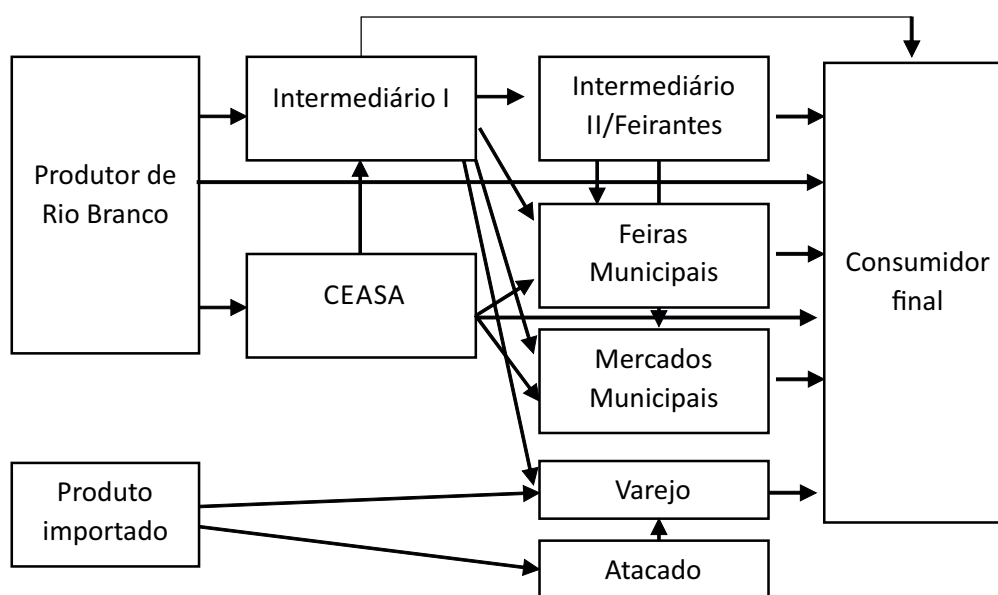 Produtor de
Rio Branco
Intermediário I
CEASA
Intermediário
II/Feirantes
Feiras
Municipais
Mercados
Municipais
Consumidor
final
Produto
importado
Varejo
Atacado